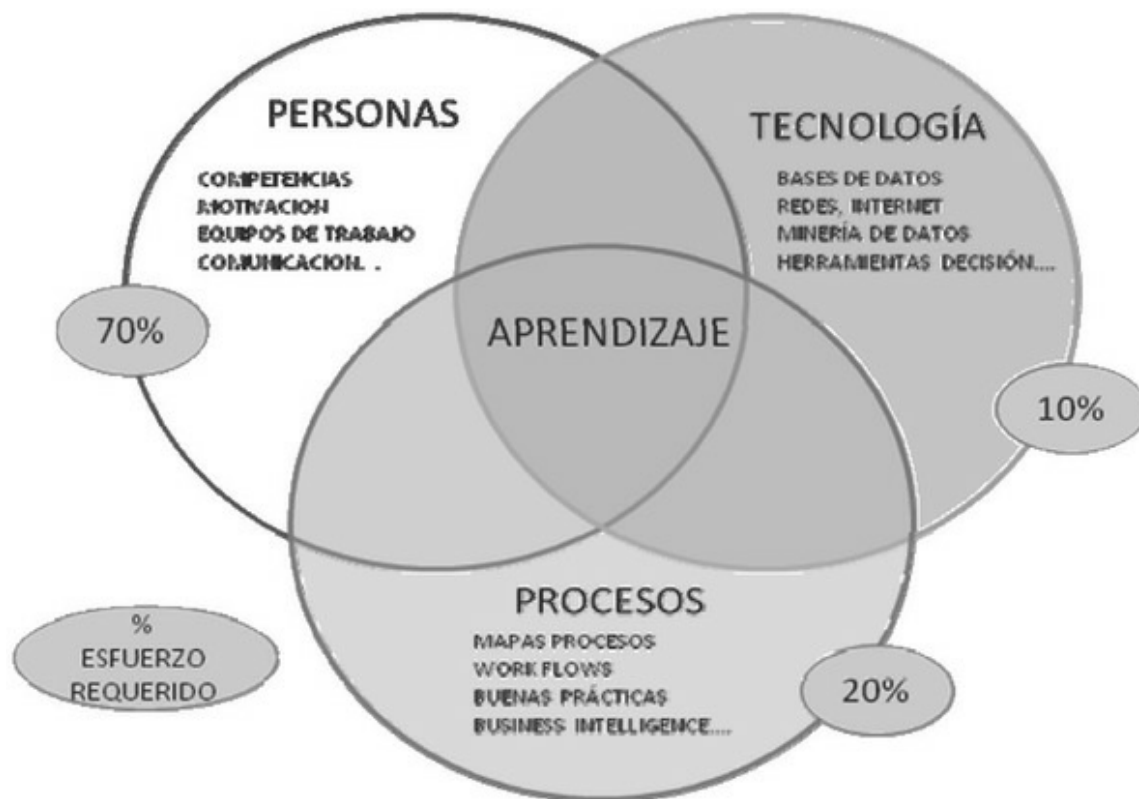 PERSONAS
COMPETENCIAS
MOTIVACION
EQUIPOS DE TRABAJO
COMUNICACION. .
70%
TECNOLOGÍA
BASES DE DATOS
REDES, INTERNET
MINERÍA DE DATOS
HERRAMIENTAS DECISIÓN....
10%
APRENDIZAJE
PROCESOS
MAPAS PROCESOS
WORK FLOWS
BUENAS PRÁCTICAS
BUSINESS INTELLIGENCE....
20%
%
ESFUERZO
REQUERIDO